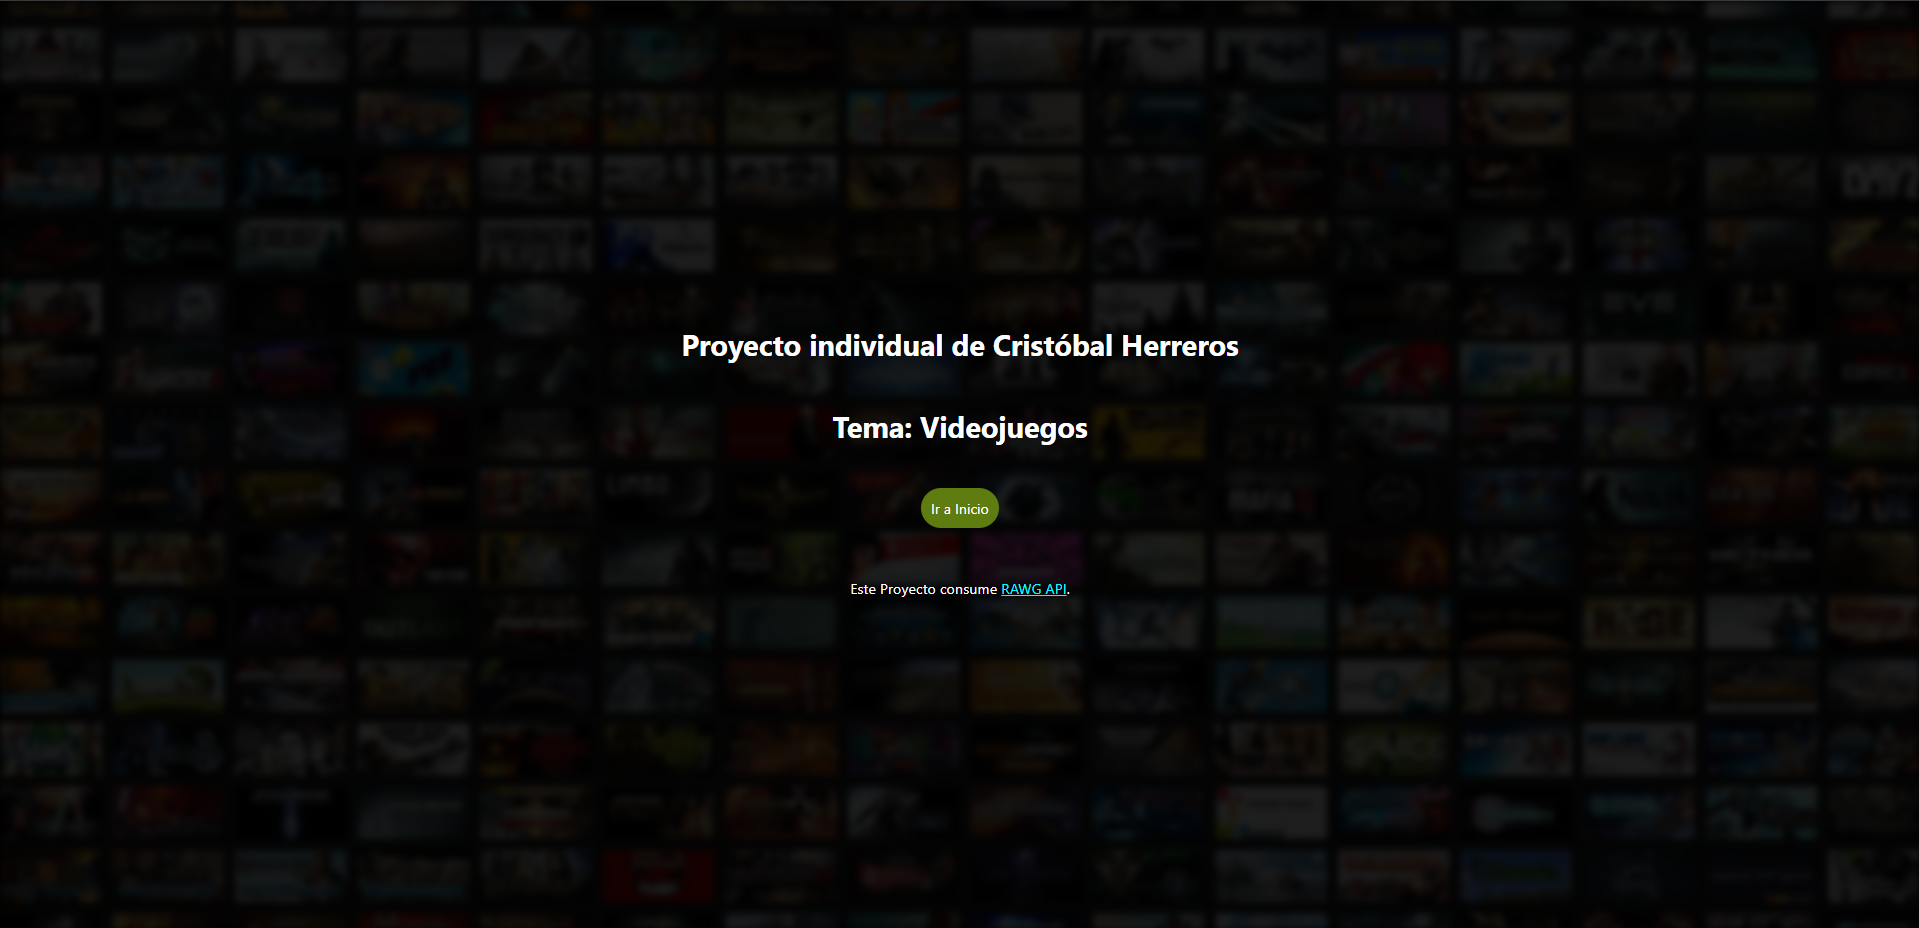 Proyecto individual de Cristóbal Herreros
Tema: Videojuegos
Ir a Inicio
Este Proyecto consume RAWG API.